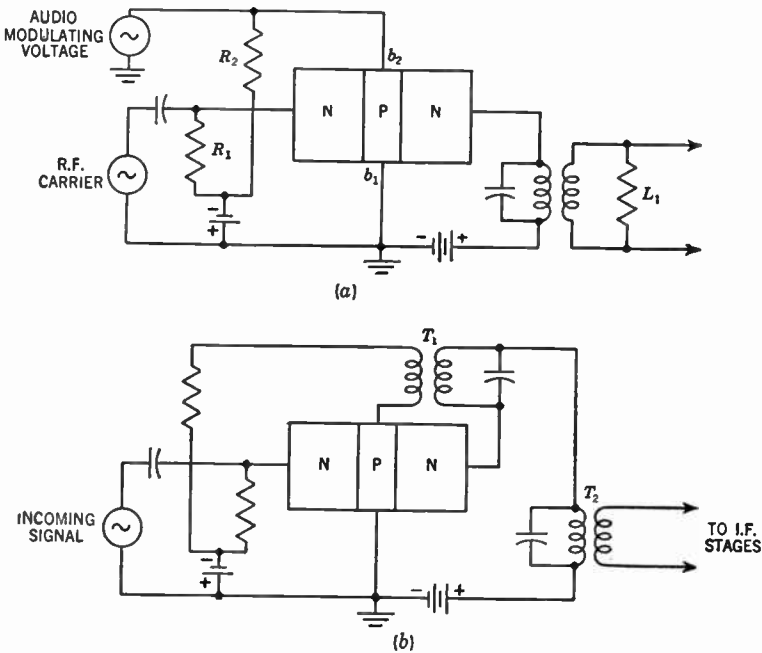 AUDIO
MODULATING
VOLTAGE
R2
b2
N P N
R1
b1
R.F.
CARRIER
L1
- +
- +
(a)
T1
N P N
INCOMING
SIGNAL
T2
TO I.F.
STAGES
- +
- +
(b)